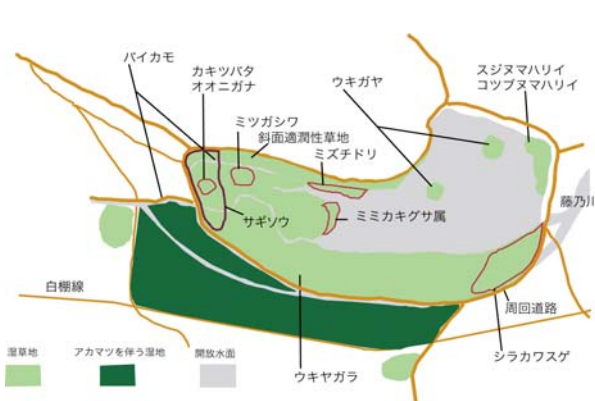 バイカモ
カキツバタ
オオニガナ
ミツガシワ
斜面適潤性草地
ミズチドリ
ウキガヤ
スジヌマハリイ
コツブヌマハリイ
サギソウ
ミミカキグサ属
藤乃川
白棚線
周回道路
シラカワスゲ
ウキヤガラ
湿草地
アカマツを伴う湿地
開放水面